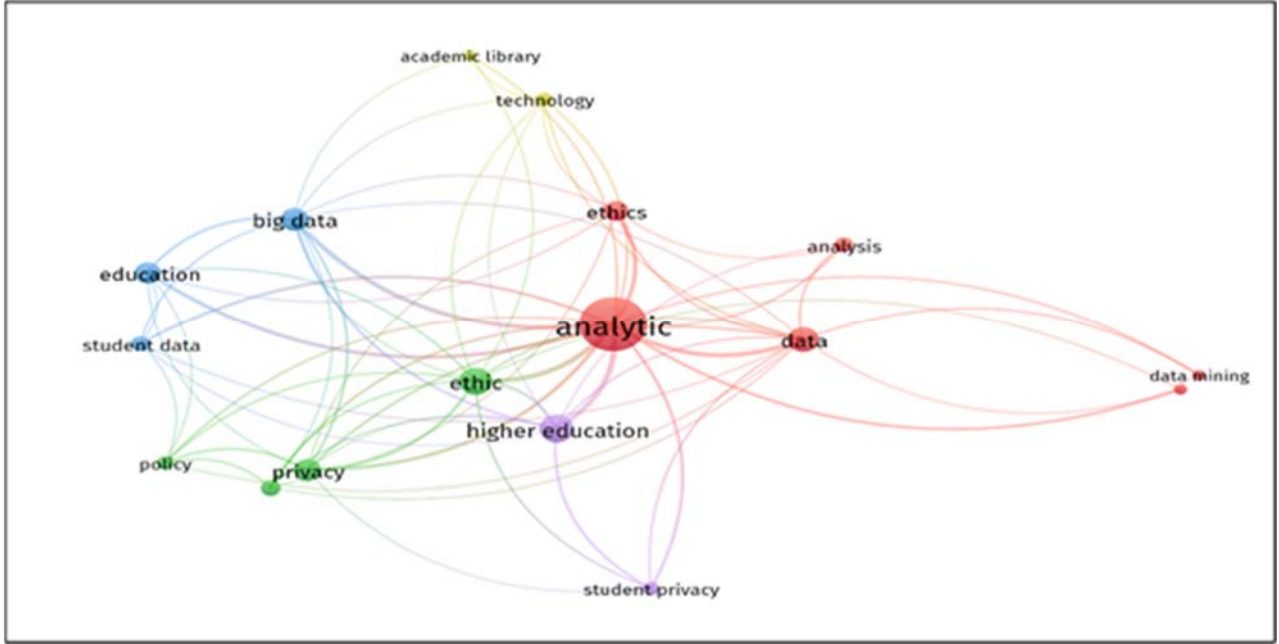 academic library
technology
big data
ethics
analysis
education
analytic
data
student data
data mining
ethic
higher education
policy
privacy
student privacy